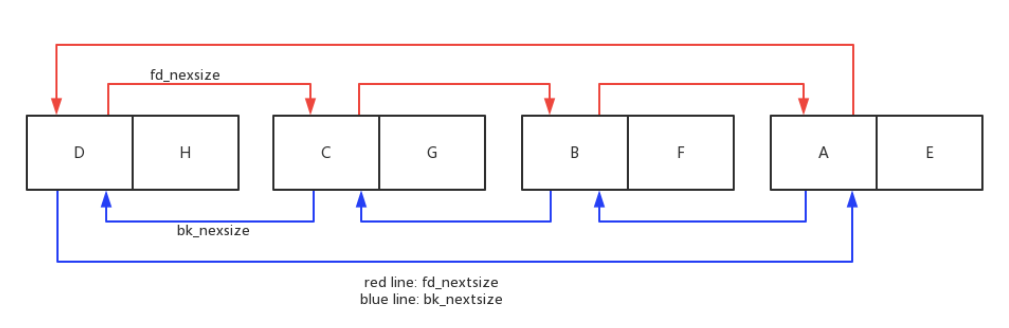 fd_nexsize
D H C G B F A E
bk_nexsize
red line: fd_nextsize
blue line: bk_nextsize